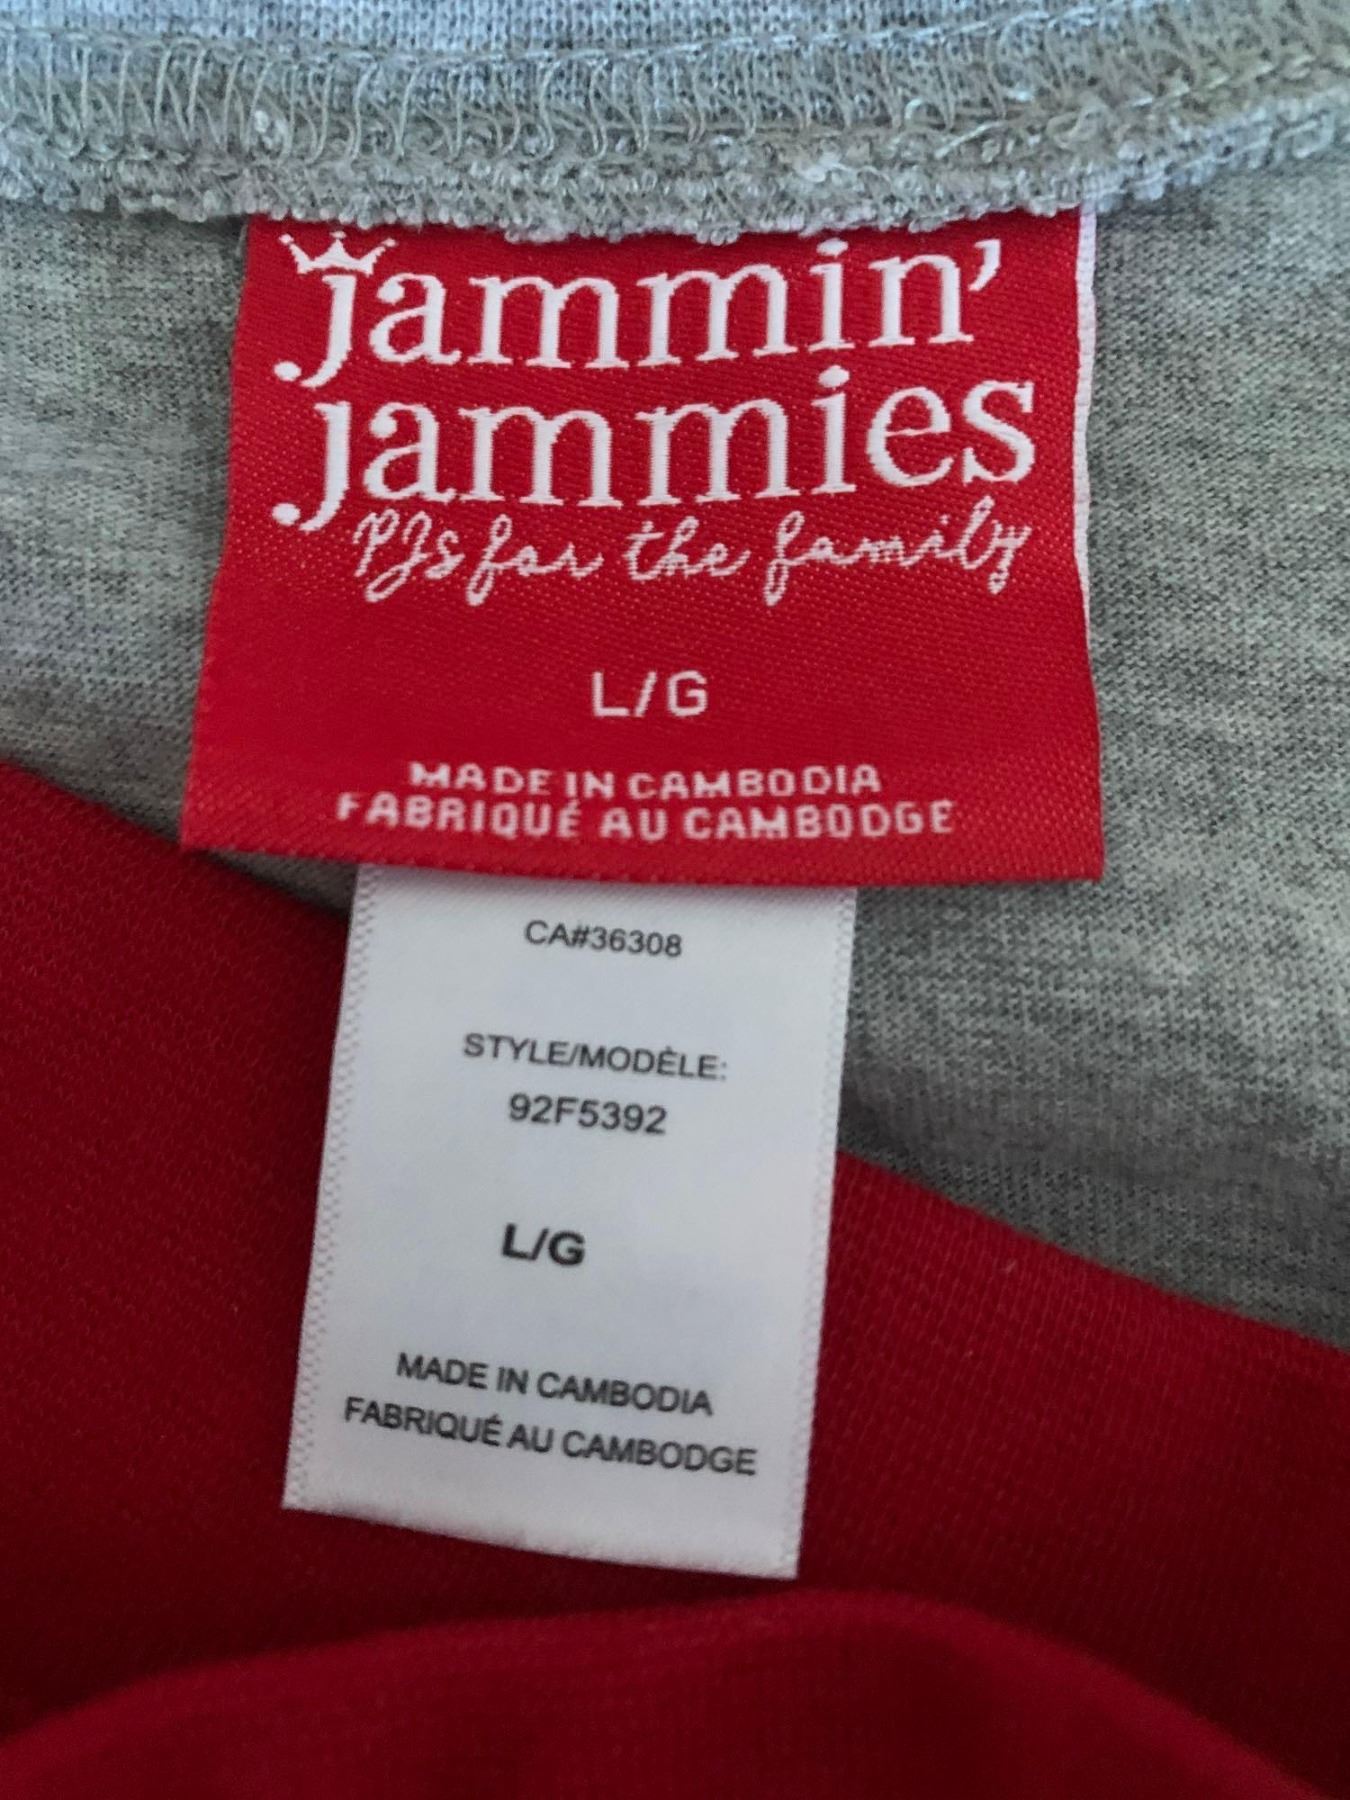 jammin'
jammies
PJs for the family
L/G
MADE IN CAMBODIA
FABRIQUÉ AU CAMBODGE
CA#36308
STYLE/MODÈLE:
92F5392
L/G
MADE IN CAMBODIA
FABRIQUÉ AU CAMBODGE